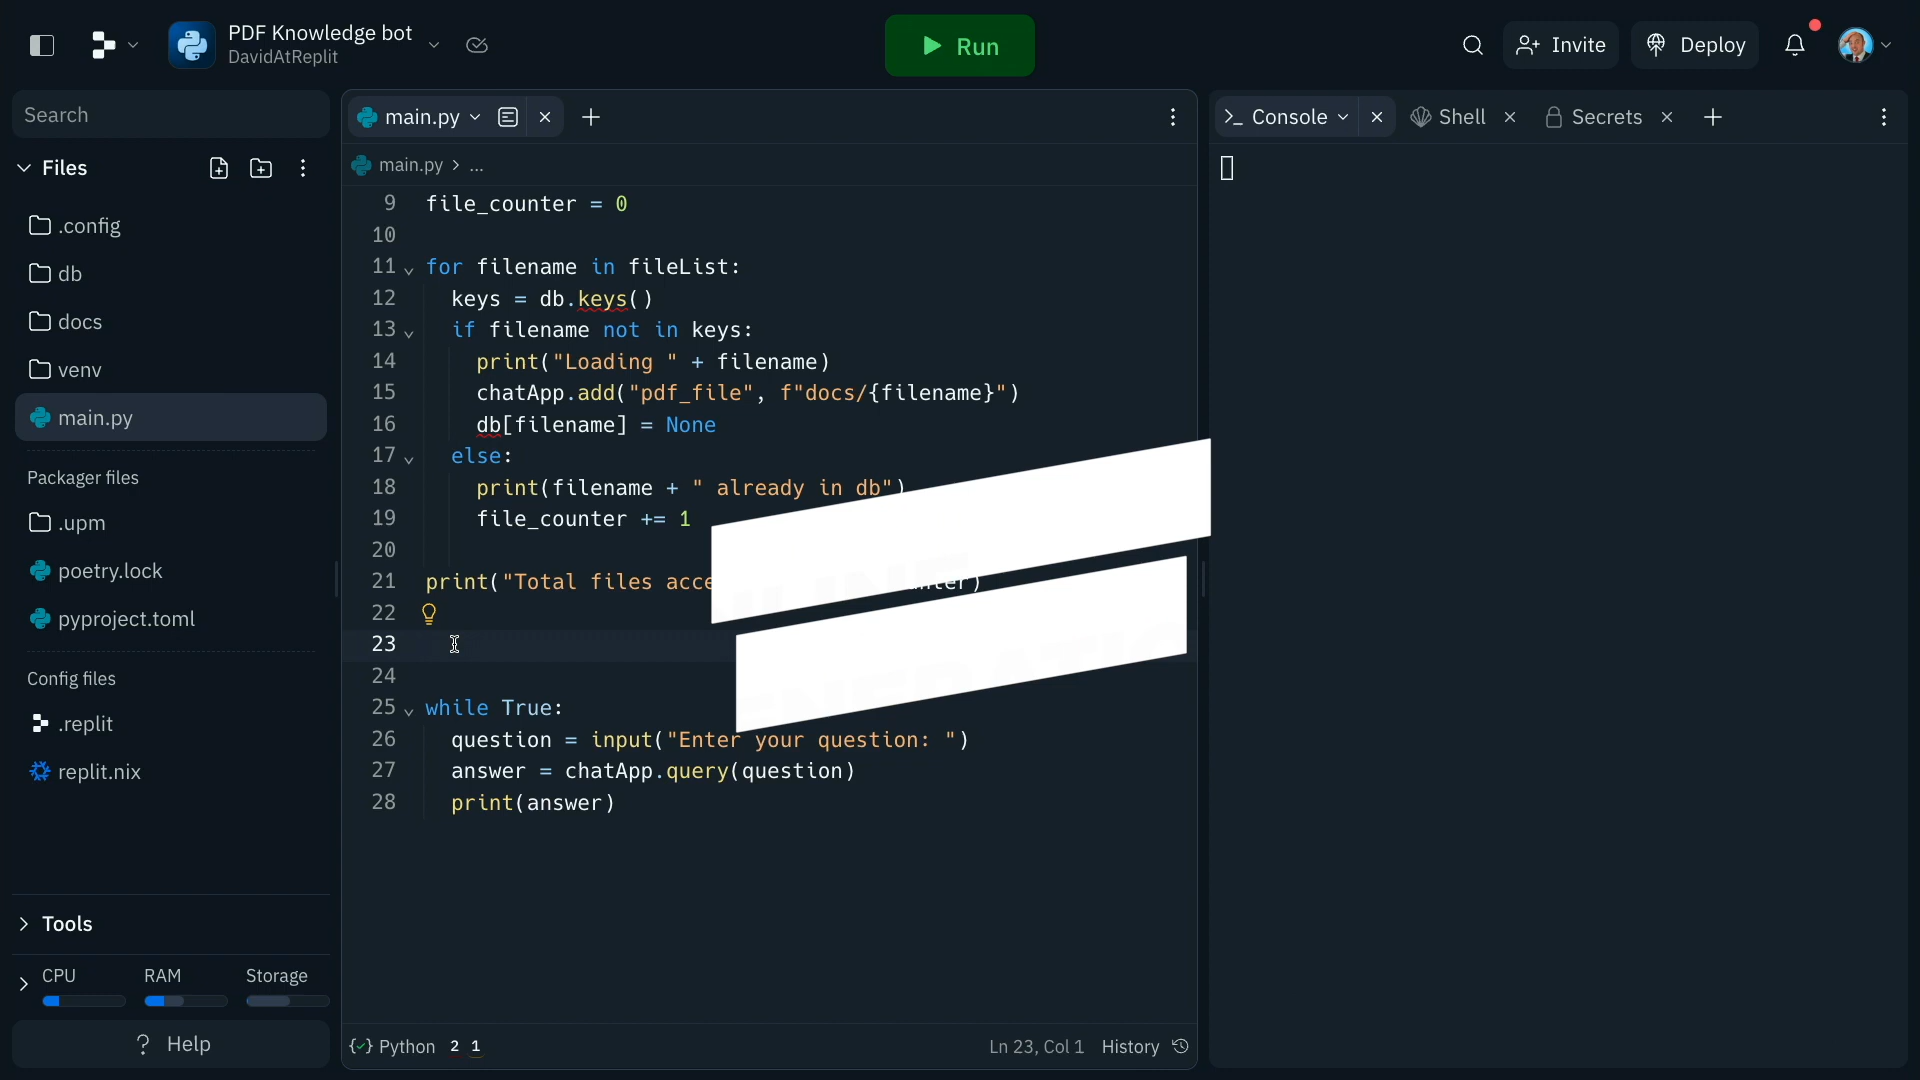 PDF Knowledge bot
DavidAtReplit
Run
Invite
Deploy
Search
Files
.config
db
docs
venv
main.py
Packager files
.upm
poetry.lock
pyproject.toml
Config files
.replit
replit.nix
Tools
CPU RAM Storage
? Help
main.py
main.py > ...
9 file_counter = 0
10
11 for filename in fileList:
12 keys = db.keys()
13 if filename not in keys:
14 print("Loading " + filename)
15 chatApp.add("pdf_file", f"docs/{filename}")
16 db[filename] = None
17 else:
18 print(filename + " already in db")
19 file_counter += 1
20
21 print("Total files acce
22
23
24
25 while True:
26 question = input("Enter your question: ")
27 answer = chatApp.query(question)
28 print(answer)
Python 2 1
Ln 23, Col 1 History
>_ Console
Shell
Secrets